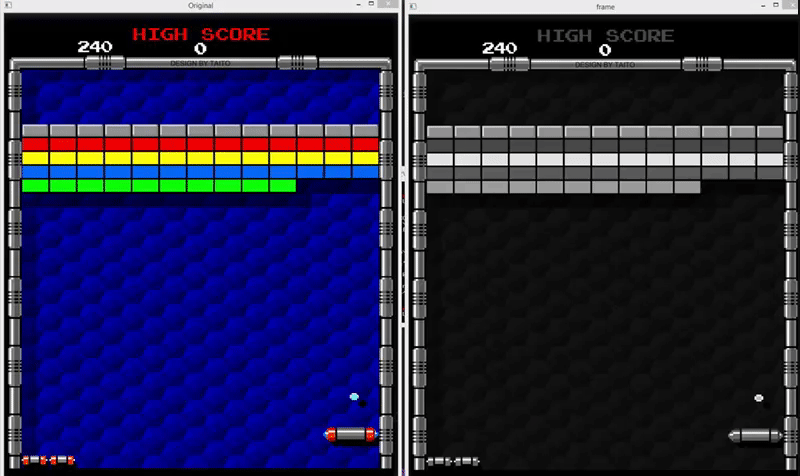 Original
HIGH SCORE
240 0
DESIGN BY TAITO
frame
HIGH SCORE
240 0
DESIGN BY TAITO